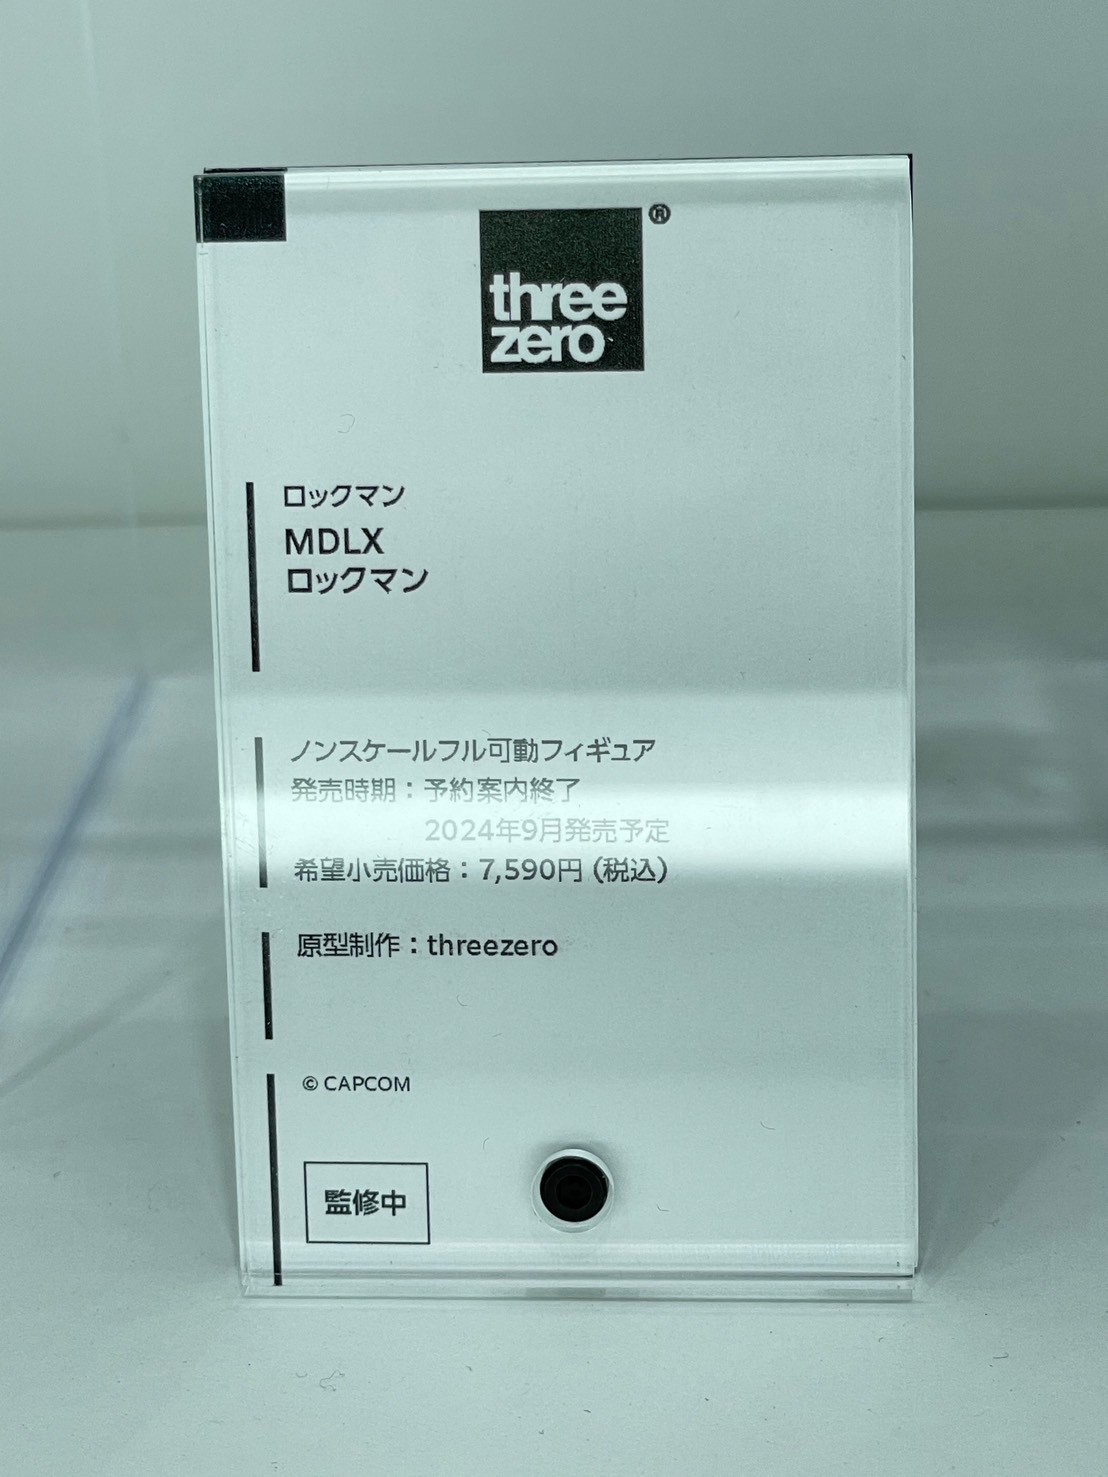 three
zero®
ロックマン
MDLX
ロックマン
ノンスケールフル可動フィギュア
発売時期：予約案内終了
2024年9月発売予定
希望小売価格：7,590円（税込）
原型制作：threezero
© CAPCOM
監修中